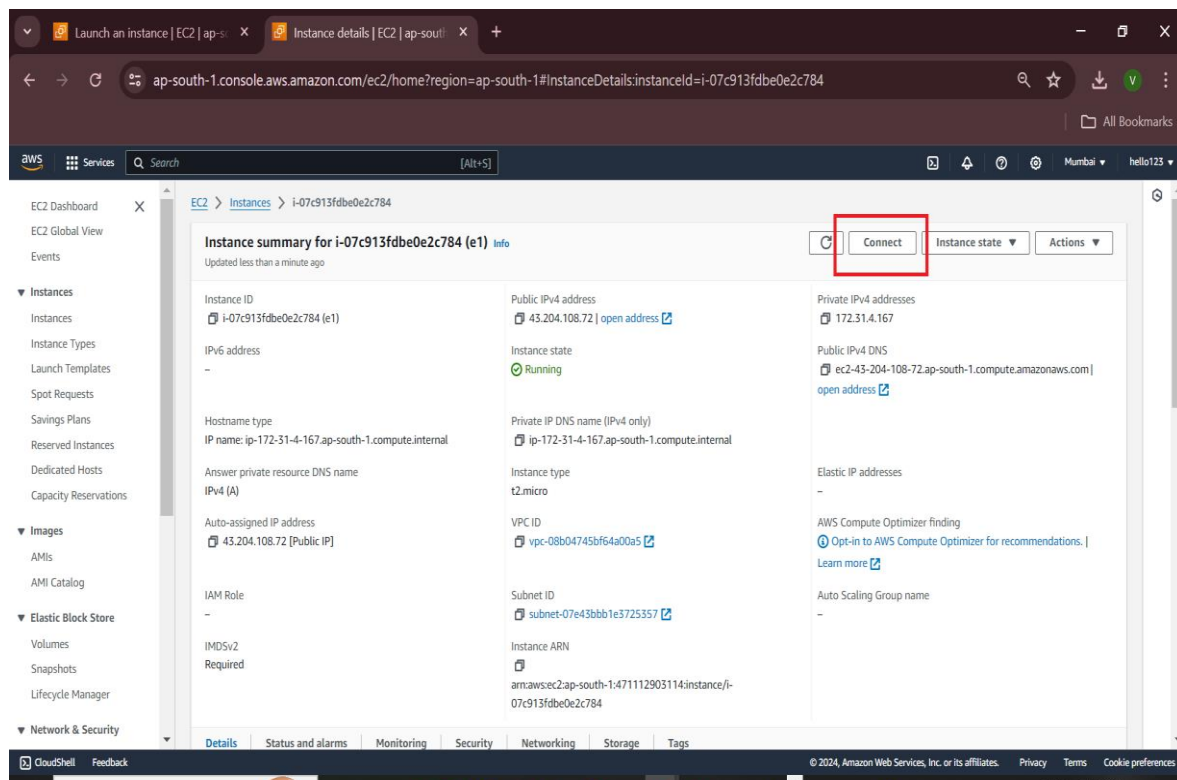 Launch an instance | EC2 | ap-so
Instance details | EC2 | ap-south
ap-south-1.console.aws.amazon.com/ec2/home?region=ap-south-1#InstanceDetails:instanceId=i-07c913fdbe0e2c784
V
All Bookmarks
aws Services Search [Alt+S] Mumbai hello123
EC2 Dashboard
EC2 Global View
Events
Instances
Instances
Instance Types
Launch Templates
Spot Requests
Savings Plans
Reserved Instances
Dedicated Hosts
Capacity Reservations
Images
AMIs
AMI Catalog
Elastic Block Store
Volumes
Snapshots
Lifecycle Manager
Network & Security
EC2 > Instances > i-07c913fdbe0e2c784
Instance summary for i-07c913fdbe0e2c784 (e1) Info
Updated less than a minute ago
Connect
Instance state
Actions
Instance ID
i-07c913fdbe0e2c784 (e1)
Public IPv4 address
43.204.108.72 | open address
Private IPv4 addresses
172.31.4.167
IPv6 address
–
Instance state
Running
Public IPv4 DNS
ec2-43-204-108-72.ap-south-1.compute.amazonaws.com |
open address
Hostname type
IP name: ip-172-31-4-167.ap-south-1.compute.internal
Private IP DNS name (IPv4 only)
ip-172-31-4-167.ap-south-1.compute.internal
Answer private resource DNS name
IPv4 (A)
Instance type
t2.micro
Elastic IP addresses
–
Auto-assigned IP address
43.204.108.72 [Public IP]
VPC ID
vpc-08b04745bf64a00a5
AWS Compute Optimizer finding
Opt-in to AWS Compute Optimizer for recommendations. |
Learn more
IAM Role
–
Subnet ID
subnet-07e43bbb1e3725357
Auto Scaling Group name
–
IMDSv2
Required
Instance ARN
arn:aws:ec2:ap-south-1:471112903114:instance/i-
07c913fdbe0e2c784
Details Status and alarms Monitoring Security Networking Storage Tags
CloudShell Feedback © 2024, Amazon Web Services, Inc. or its affiliates. Privacy Terms Cookie preferences